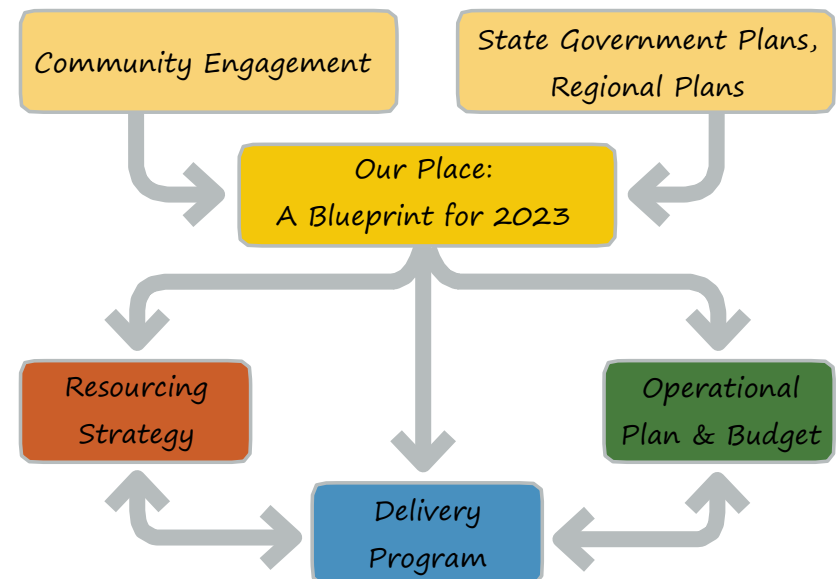 Community Engagement
State Government Plans,
Regional Plans
Our Place:
A Blueprint for 2023
Resourcing
Strategy
Operational
Plan & Budget
Delivery
Program